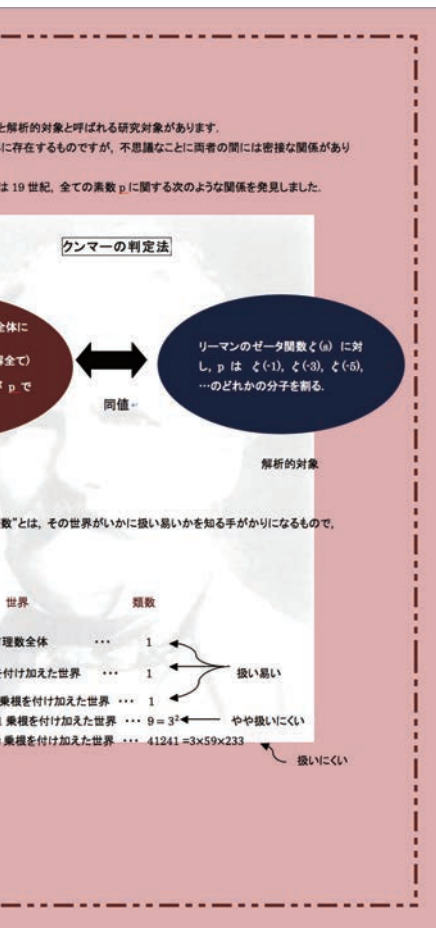 と解析的対象と呼ばれる研究対象があります.
に存在するものですが, 不思議なことに両者の間には密接な関係があり
は 19 世紀, 全ての素数 p に関する次のような関係を発見しました.
クンマーの判定法
全体に
解全て)
p で
同値
リーマンのゼータ関数ζ(s) に対
し, p は ζ(-1), ζ(-3), ζ(-5),
…のどれかの分子を割る.
解析的対象
数”とは, その世界がいかに扱い易いかを知る手がかりになるもので,
世界 類数
理数全体 … 1
を付け加えた世界 … 1 扱い易い
乗根を付け加えた世界 … 1
乗根を付け加えた世界 … 9 = 3² やや扱いにくい
乗根を付け加えた世界 … 41241 =3×59×233
扱いにくい